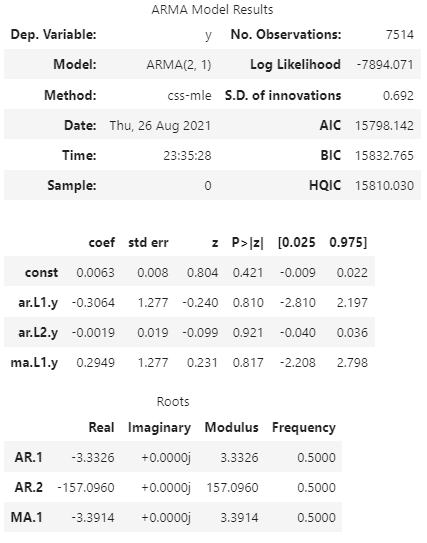 ARMA Model Results
Dep. Variable: y No. Observations: 7514
Model: ARMA(2, 1) Log Likelihood -7894.071
Method: css-mle S.D. of innovations 0.692
Date: Thu, 26 Aug 2021 AIC 15798.142
Time: 23:35:28 BIC 15832.765
Sample: 0 HQIC 15810.030
coef std err z P>|z| [0.025 0.975]
const 0.0063 0.008 0.804 0.421 -0.009 0.022
ar.L1.y -0.3064 1.277 -0.240 0.810 -2.810 2.197
ar.L2.y -0.0019 0.019 -0.099 0.921 -0.040 0.036
ma.L1.y 0.2949 1.277 0.231 0.817 -2.208 2.798
Roots
Real Imaginary Modulus Frequency
AR.1 -3.3326 +0.0000j 3.3326 0.5000
AR.2 -157.0960 +0.0000j 157.0960 0.5000
MA.1 -3.3914 +0.0000j 3.3914 0.5000